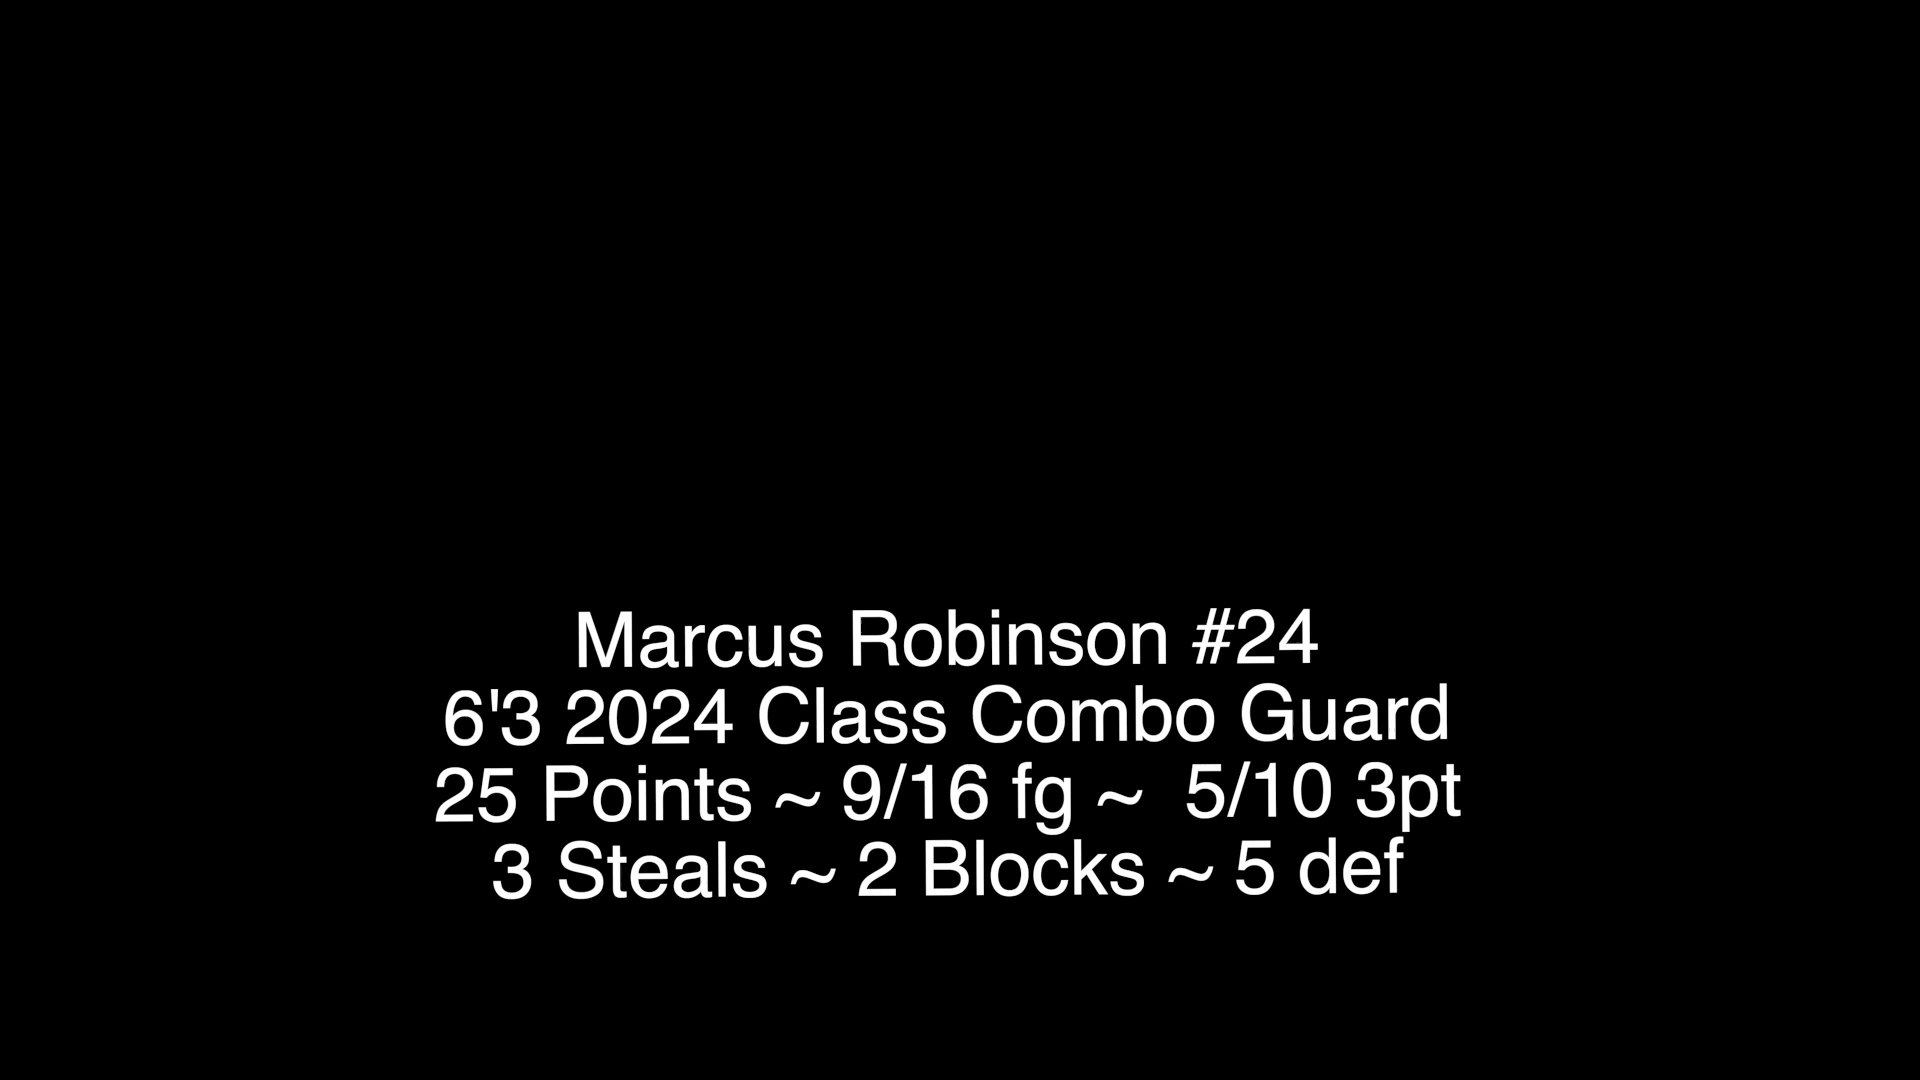 Marcus Robinson #24
6'3 2024 Class Combo Guard
25 Points ~ 9/16 fg ~  5/10 3pt
3 Steals ~ 2 Blocks ~ 5 def